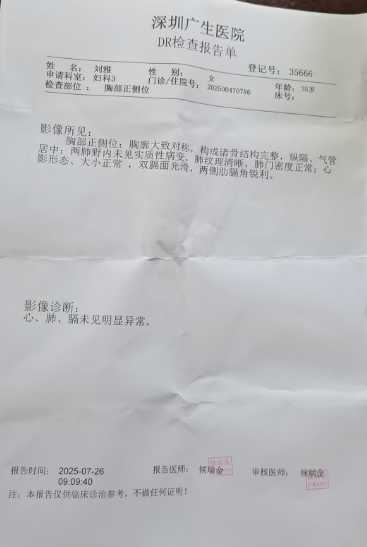 深圳广生医院
DR检查报告单
姓 名: 刘雅 性 别: 女 登记号: 35666
申请科室: 妇科3 门诊/住院号: 202500470706 年龄: 岁
检查部位: 胸部正侧位 床号:
影像所见:
胸部正侧位: 胸廓大致对称, 构成诸骨结构完整, 纵隔、气管
居中; 两肺野内未见实质性病变, 肺纹理清晰, 肺门密度正常; 心
影形态、大小正常, 双膈面光滑, 两侧肋膈角锐利。
影像诊断:
心、肺、膈未见明显异常。
报告时间: 2025-07-26 报告医师: 候瑞金 审核医师: 候瑞金
09:09:40
注: 本报告仅供临床诊治参考, 不做任何证明!